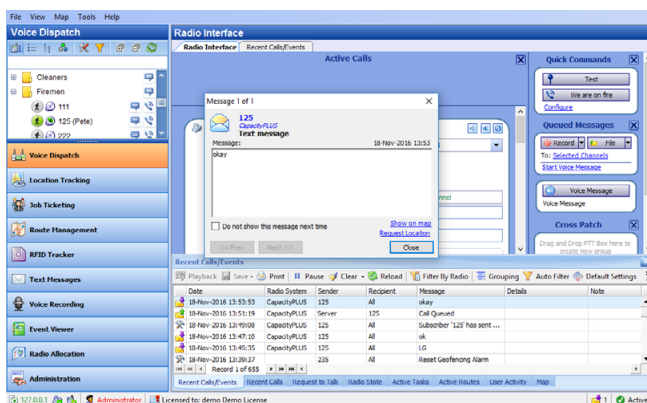 File View Map Tools Help
Voice Dispatch
Cleaners
Firemen
111
125 (Pete)
222
Voice Dispatch
Location Tracking
Job Ticketing
Route Management
RFID Tracker
Text Messages
Voice Recording
Event Viewer
Radio Allocation
Administration
Radio Interface
Radio Interface Recent Calls/Events
Active Calls
Message 1 of 1
125
CapacityPLUS
Text message
Message: 18-Nov-2016 13:53
okay
Do not show this message next time
Show on map
Request Location
<< Prev Next >> Close
Quick Commands
Test
We are on fire
Configure
Queued Messages
Record File
To: Selected Channels
Start Voice Message
Voice Message
Voice Message
Cross Patch
Drag and Drop PTT Box here to
create new group
Recent Calls/Events
Playback Save Print Pause Clear Reload Filter By Radio Grouping Auto Filter Default Settings
Date Radio System Sender Recipient Message Details Note
18-Nov-2016 13:53:53 CapacityPLUS 125 All okay
18-Nov-2016 13:51:19 CapacityPLUS Server 125 Call Queued
18-Nov-2016 13:49:08 CapacityPLUS 125 All Subscriber '125' has sent ...
18-Nov-2016 13:47:10 CapacityPLUS 125 All ok
18-Nov-2016 13:45:35 CapacityPLUS 125 All LG
18-Nov-2016 13:39:37 235 All Reset Geofencing Alarm
Record 1 of 655
Recent Calls/Events Recent Calls Request to Talk Radio State Active Tasks Active Routes User Activity Map
127.0.0.1 Administrator Licensed to: demo Demo License 1 Active